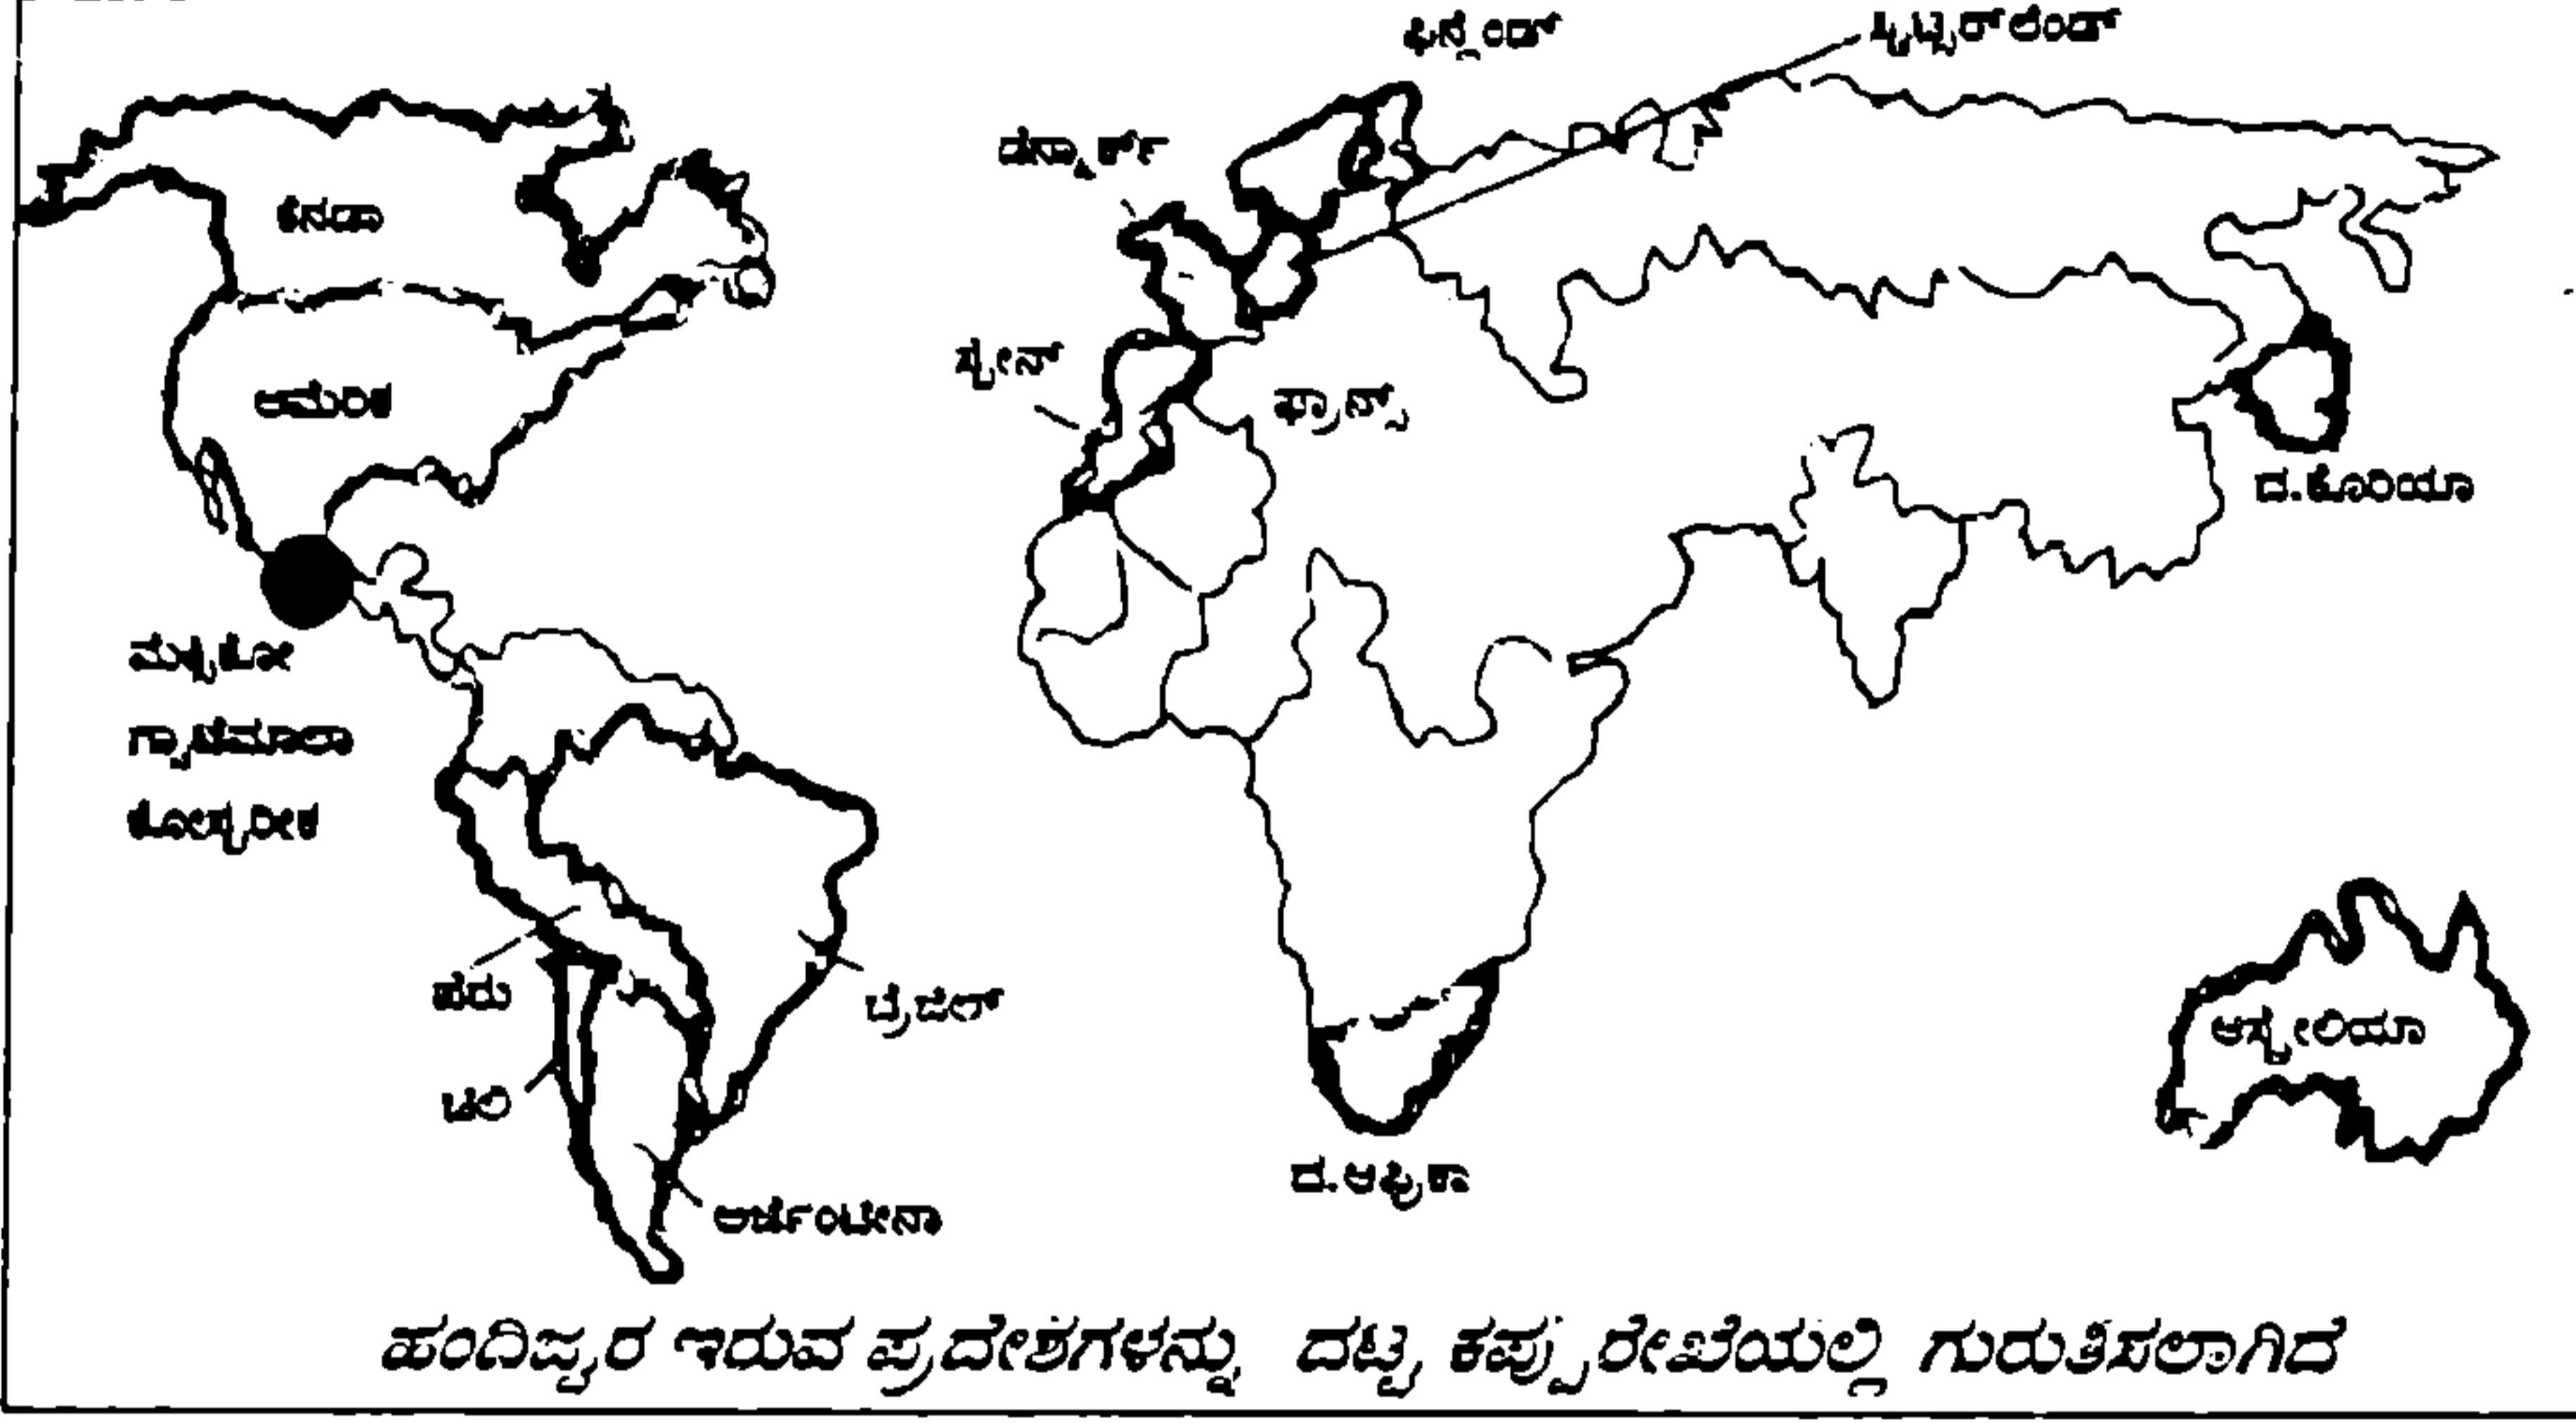 ಫಿನ್ಲೆಂಡ್
ಸ್ವಿಟ್ಜರ್‌ಲೆಂಡ್
ಡೆನ್ಮಾರ್ಕ್
ಕೆನಡಾ
ಸ್ಪೇನ್
ಅಮೆರಿಕ
ಫ್ರಾನ್ಸ್
ದ.ಕೊರಿಯಾ
ಮೆಕ್ಸಿಕೋ
ಗ್ವಾಟೆಮಾಲಾ
ಕೋಸ್ಟರೀಕ
ಪೆರು
ಬ್ರೆಜಿಲ್
ಆಸ್ಟ್ರೇಲಿಯಾ
ಚಿಲಿ
ದ.ಆಫ್ರಿಕಾ
ಅರ್ಜೆಂಟೀನಾ
ಹಂದಿಜ್ವರ ಇರುವ ಪ್ರದೇಶಗಳನ್ನು ದಟ್ಟ ಕಪ್ಪುರೇಖೆಯಲ್ಲಿ ಗುರುತಿಸಲಾಗಿದೆ